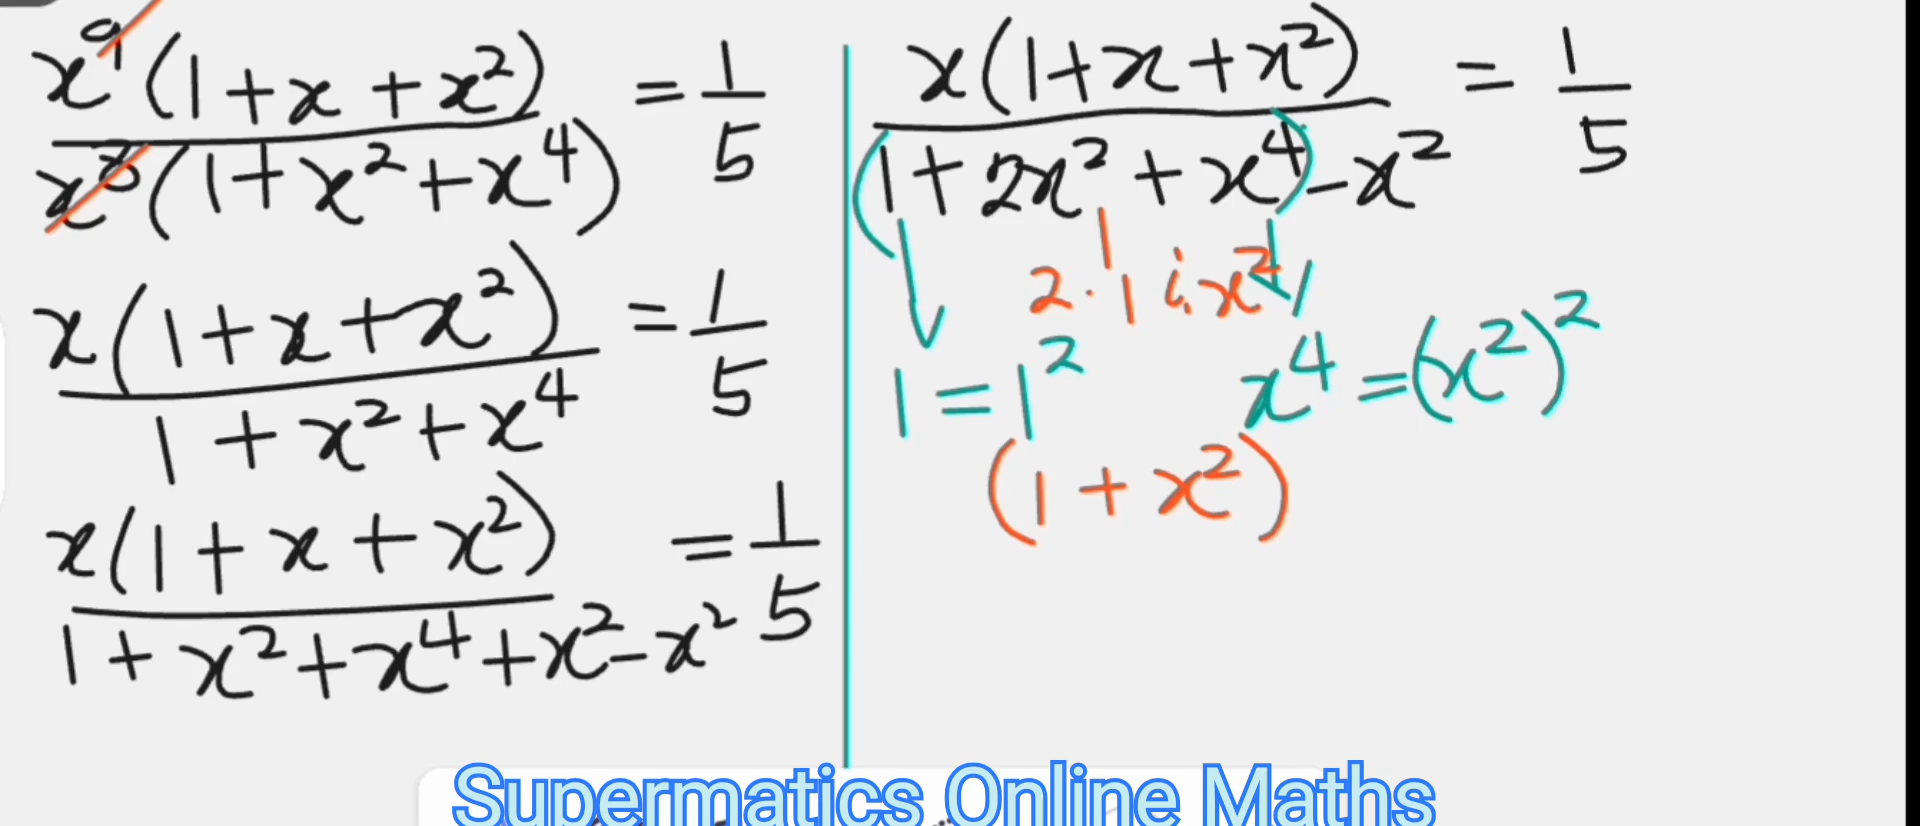 x⁹(1+x+x²) / x⁸(1+x²+x⁴) = 1/5
x(1+x+x²) / 1+x²+x⁴ = 1/5
x(1+x+x²) / 1+x²+x⁴+x²-x² = 1/5
x(1+x+x²) / (1+2x²+x⁴)-x² = 1/5
2·1·x²
1=1² x⁴=(x²)²
(1+x²)
Supermatics Online Maths